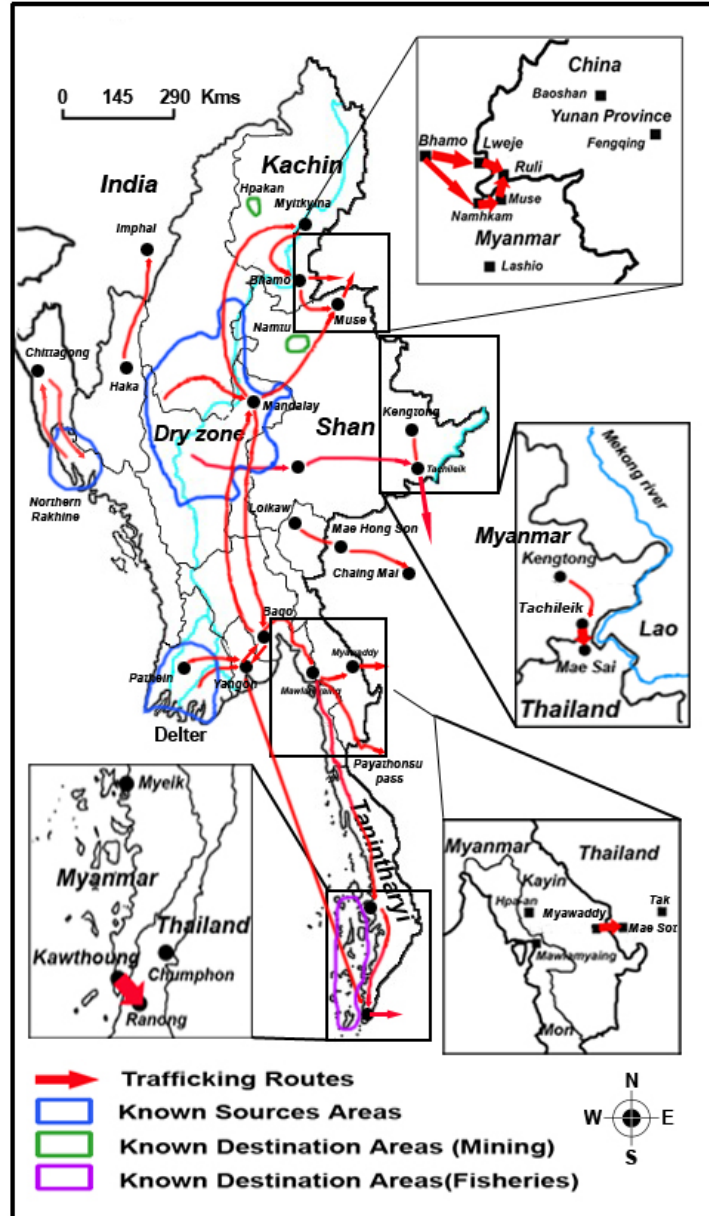 0 145 290 Kms
India
Kachin
Hpakan
Myitkyina
Imphal
Bhamo
Muse
Namtu
Chittagong
Haka
Mandalay
Dry zone
Shan
Kengtong
Tachileik
Northern
Rakhine
Loikaw
Mae Hong Son
Chaing Mai
Bago
Pathein
Yangon
Myawaddy
Mawlamyaing
Delter
Payathonsu
pass
Tanintharyi
China
Baoshan
Yunan Province
Fengqing
Bhamo
Lweje
Ruli
Muse
Namhkam
Myanmar
Lashio
Mekong river
Myanmar
Kengtong
Tachileik
Lao
Mae Sai
Thailand
Myeik
Myanmar
Thailand
Kawthoung
Chumphon
Ranong
Myanmar
Thailand
Kayin
Hpa-an
Tak
Myawaddy
Mae Sot
Mawlamyaing
Mon
Trafficking Routes
Known Sources Areas
Known Destination Areas (Mining)
Known Destination Areas(Fisheries)
N
W E
S